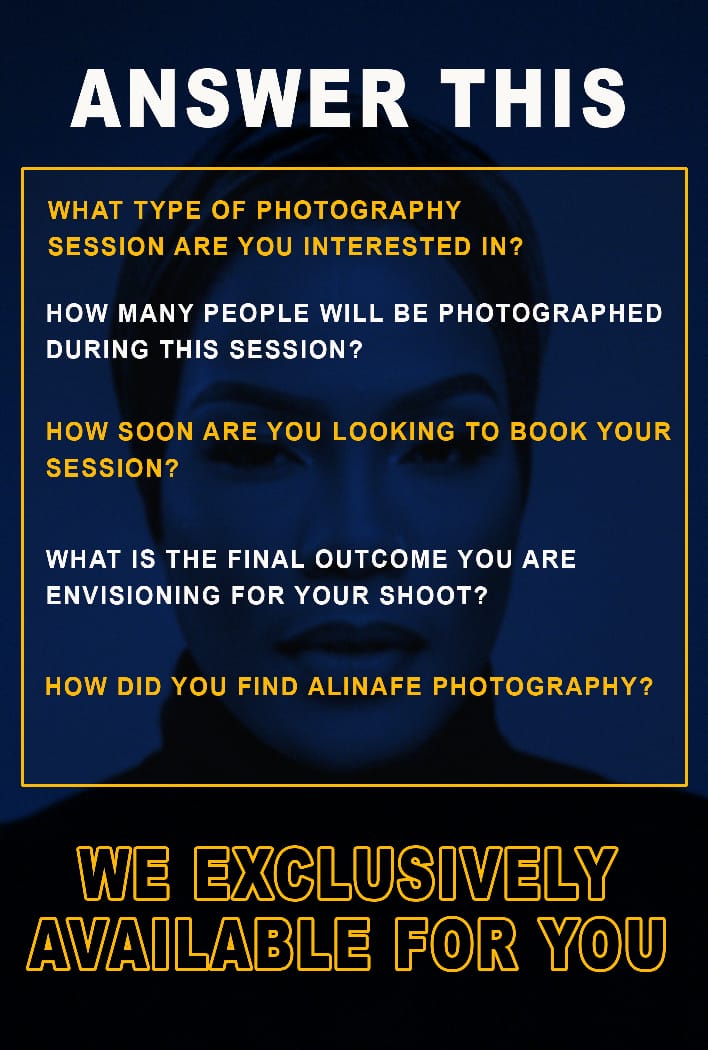 ANSWER THIS
WHAT TYPE OF PHOTOGRAPHY
SESSION ARE YOU INTERESTED IN?
HOW MANY PEOPLE WILL BE PHOTOGRAPHED
DURING THIS SESSION?
HOW SOON ARE YOU LOOKING TO BOOK YOUR
SESSION?
WHAT IS THE FINAL OUTCOME YOU ARE
ENVISIONING FOR YOUR SHOOT?
HOW DID YOU FIND ALINAFE PHOTOGRAPHY?
WE EXCLUSIVELY
AVAILABLE FOR YOU